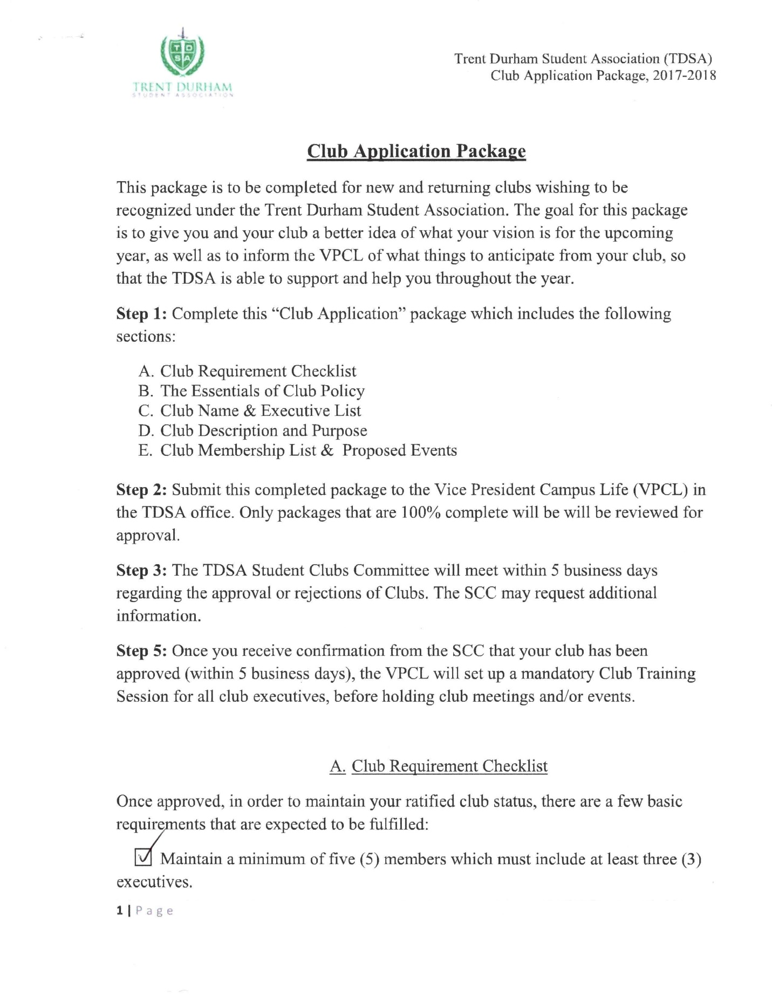 T D
S A
TRENT DURHAM
STUDENT ASSOCIATION
Trent Durham Student Association (TDSA)
Club Application Package, 2017-2018
Club Application Package
This package is to be completed for new and returning clubs wishing to be
recognized under the Trent Durham Student Association. The goal for this package
is to give you and your club a better idea of what your vision is for the upcoming
year, as well as to inform the VPCL of what things to anticipate from your club, so
that the TDSA is able to support and help you throughout the year.
Step 1: Complete this “Club Application” package which includes the following
sections:
A. Club Requirement Checklist
B. The Essentials of Club Policy
C. Club Name & Executive List
D. Club Description and Purpose
E. Club Membership List & Proposed Events
Step 2: Submit this completed package to the Vice President Campus Life (VPCL) in
the TDSA office. Only packages that are 100% complete will be will be reviewed for
approval.
Step 3: The TDSA Student Clubs Committee will meet within 5 business days
regarding the approval or rejections of Clubs. The SCC may request additional
information.
Step 5: Once you receive confirmation from the SCC that your club has been
approved (within 5 business days), the VPCL will set up a mandatory Club Training
Session for all club executives, before holding club meetings and/or events.
A. Club Requirement Checklist
Once approved, in order to maintain your ratified club status, there are a few basic
requirements that are expected to be fulfilled:
Maintain a minimum of five (5) members which must include at least three (3)
executives.
1 | Page